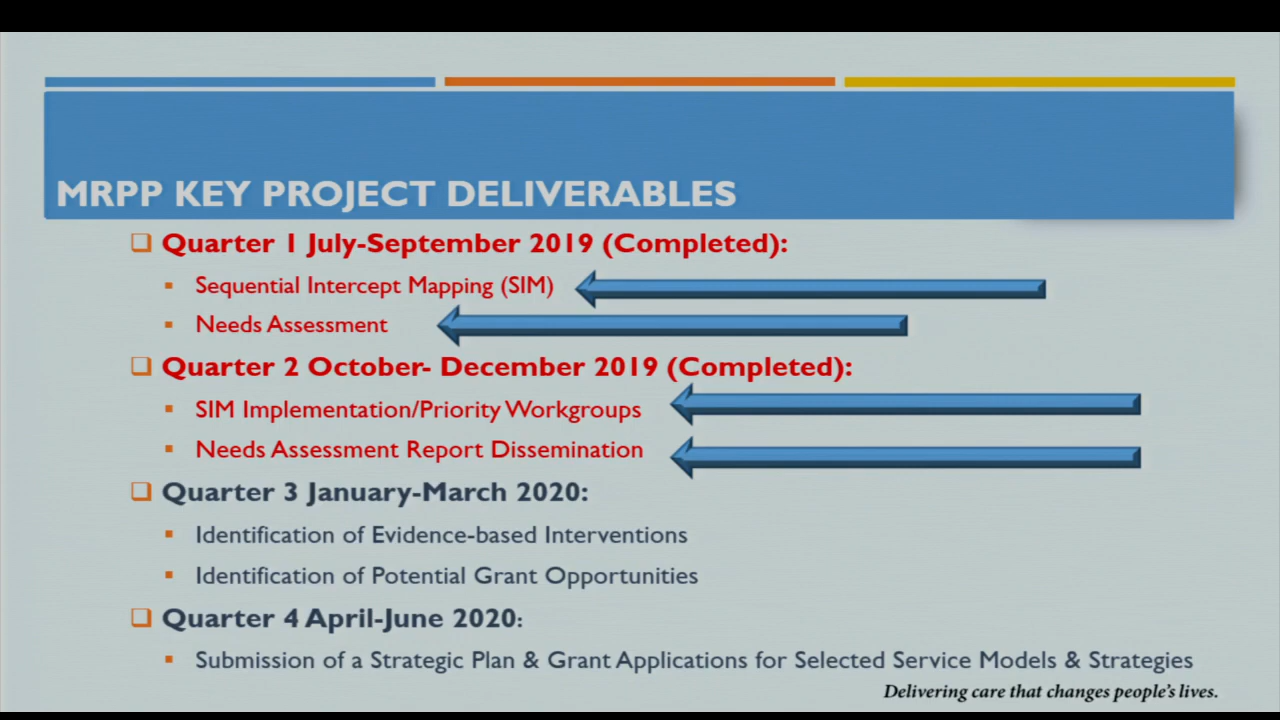 MRPP KEY PROJECT DELIVERABLES
Quarter 1 July-September 2019 (Completed):
Sequential Intercept Mapping (SIM)
Needs Assessment
Quarter 2 October- December 2019 (Completed):
SIM Implementation/Priority Workgroups
Needs Assessment Report Dissemination
Quarter 3 January-March 2020:
Identification of Evidence-based Interventions
Identification of Potential Grant Opportunities
Quarter 4 April-June 2020:
Submission of a Strategic Plan & Grant Applications for Selected Service Models & Strategies
Delivering care that changes people's lives.